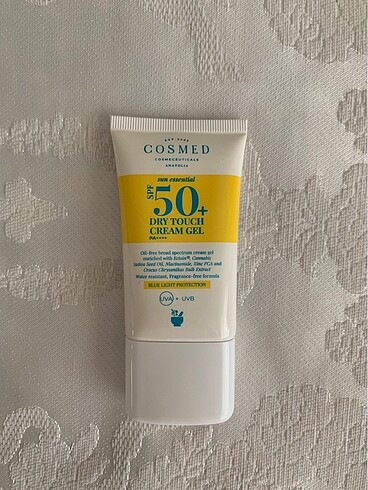 COSMED
COSMECEUTICALS
ANATOLIA
sun essential
SPF 50+
DRY TOUCH
CREAM GEL
PA++++
Oil-free broad spectrum cream gel
enriched with Ectoin®, Cannabis
Sativa Seed Oil, Niacinamide, Zinc PCA and
Crocus Chrysanthus Bulb Extract
Water resistant, Fragrance-free formula
BLUE LIGHT PROTECTION
UVA + UVB